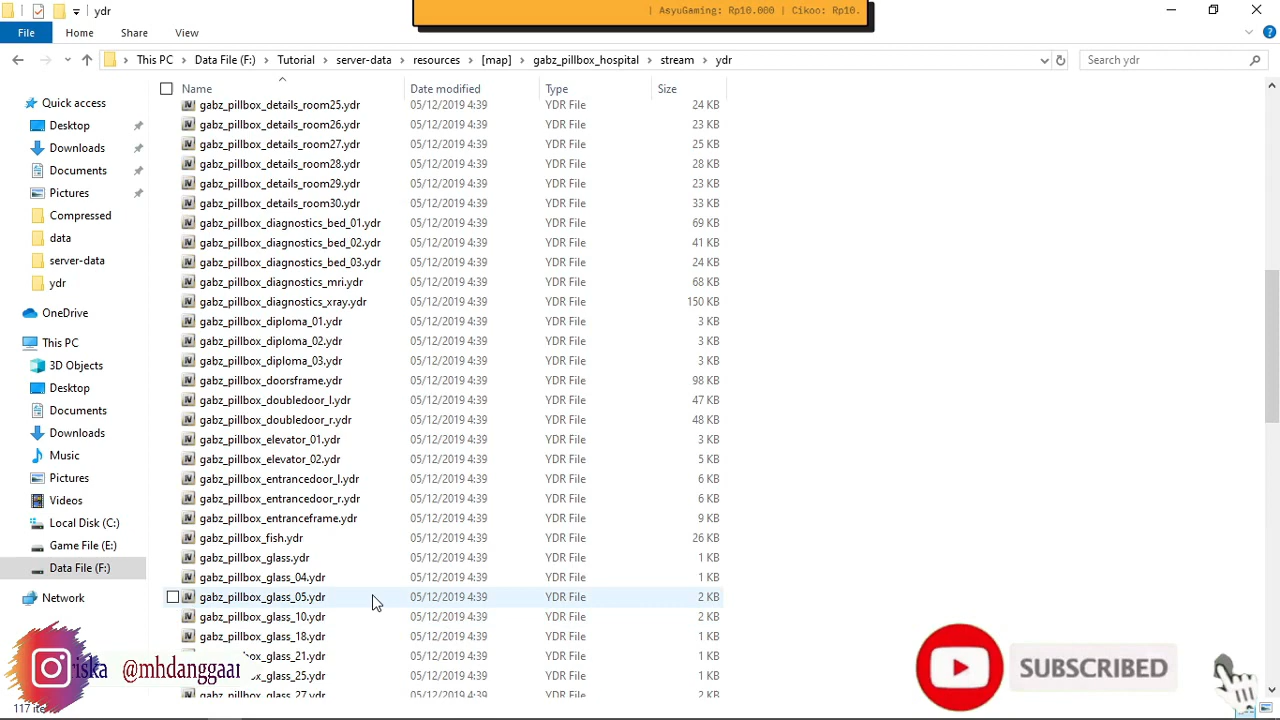 ydr
| AsyuGaming: Rp10.000 | Cikoo: Rp10.
File
Home
Share
View
This PC
Data File (F:)
Tutorial
server-data
resources
[map]
gabz_pillbox_hospital
stream
ydr
Search ydr
Name
Date modified
Type
Size
Quick access
Desktop
Downloads
Documents
Pictures
Compressed
data
server-data
ydr
OneDrive
This PC
3D Objects
Desktop
Documents
Downloads
Music
Pictures
Videos
Local Disk (C:)
Game File (E:)
Data File (F:)
Network
gabz_pillbox_details_room25.ydr 05/12/2019 4:39 YDR File 24 KB
gabz_pillbox_details_room26.ydr 05/12/2019 4:39 YDR File 23 KB
gabz_pillbox_details_room27.ydr 05/12/2019 4:39 YDR File 25 KB
gabz_pillbox_details_room28.ydr 05/12/2019 4:39 YDR File 28 KB
gabz_pillbox_details_room29.ydr 05/12/2019 4:39 YDR File 23 KB
gabz_pillbox_details_room30.ydr 05/12/2019 4:39 YDR File 33 KB
gabz_pillbox_diagnostics_bed_01.ydr 05/12/2019 4:39 YDR File 69 KB
gabz_pillbox_diagnostics_bed_02.ydr 05/12/2019 4:39 YDR File 41 KB
gabz_pillbox_diagnostics_bed_03.ydr 05/12/2019 4:39 YDR File 24 KB
gabz_pillbox_diagnostics_mri.ydr 05/12/2019 4:39 YDR File 68 KB
gabz_pillbox_diagnostics_xray.ydr 05/12/2019 4:39 YDR File 150 KB
gabz_pillbox_diploma_01.ydr 05/12/2019 4:39 YDR File 3 KB
gabz_pillbox_diploma_02.ydr 05/12/2019 4:39 YDR File 3 KB
gabz_pillbox_diploma_03.ydr 05/12/2019 4:39 YDR File 3 KB
gabz_pillbox_doorsframe.ydr 05/12/2019 4:39 YDR File 98 KB
gabz_pillbox_doubledoor_l.ydr 05/12/2019 4:39 YDR File 47 KB
gabz_pillbox_doubledoor_r.ydr 05/12/2019 4:39 YDR File 48 KB
gabz_pillbox_elevator_01.ydr 05/12/2019 4:39 YDR File 3 KB
gabz_pillbox_elevator_02.ydr 05/12/2019 4:39 YDR File 5 KB
gabz_pillbox_entrancedoor_l.ydr 05/12/2019 4:39 YDR File 6 KB
gabz_pillbox_entrancedoor_r.ydr 05/12/2019 4:39 YDR File 6 KB
gabz_pillbox_entranceframe.ydr 05/12/2019 4:39 YDR File 9 KB
gabz_pillbox_fish.ydr 05/12/2019 4:39 YDR File 26 KB
gabz_pillbox_glass.ydr 05/12/2019 4:39 YDR File 1 KB
gabz_pillbox_glass_04.ydr 05/12/2019 4:39 YDR File 1 KB
gabz_pillbox_glass_05.ydr 05/12/2019 4:39 YDR File 2 KB
gabz_pillbox_glass_10.ydr 05/12/2019 4:39 YDR File 2 KB
gabz_pillbox_glass_18.ydr 05/12/2019 4:39 YDR File 1 KB
glass_21.ydr 05/12/2019 4:39 YDR File
glass_25.ydr 05/12/2019 4:39 YDR File
glass_27.ydr 05/12/2019 4:39 YDR File 2 KB
riska @mhdanggaai
SUBSCRIBED
117